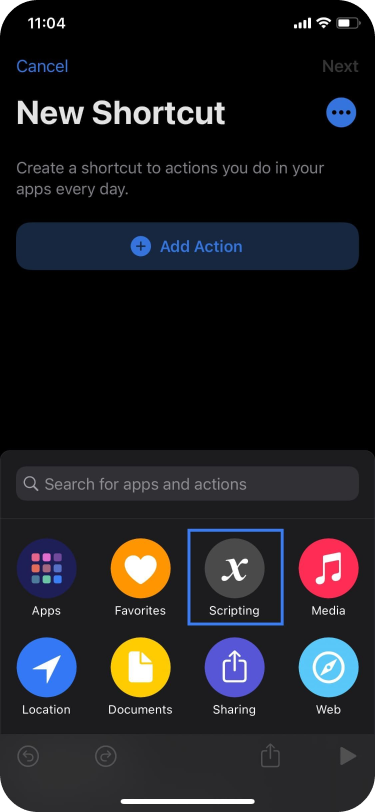 11:04
Cancel Next
New Shortcut
Create a shortcut to actions you do in your
apps every day.
Add Action
Search for apps and actions
Apps Favorites Scripting Media
Location Documents Sharing Web